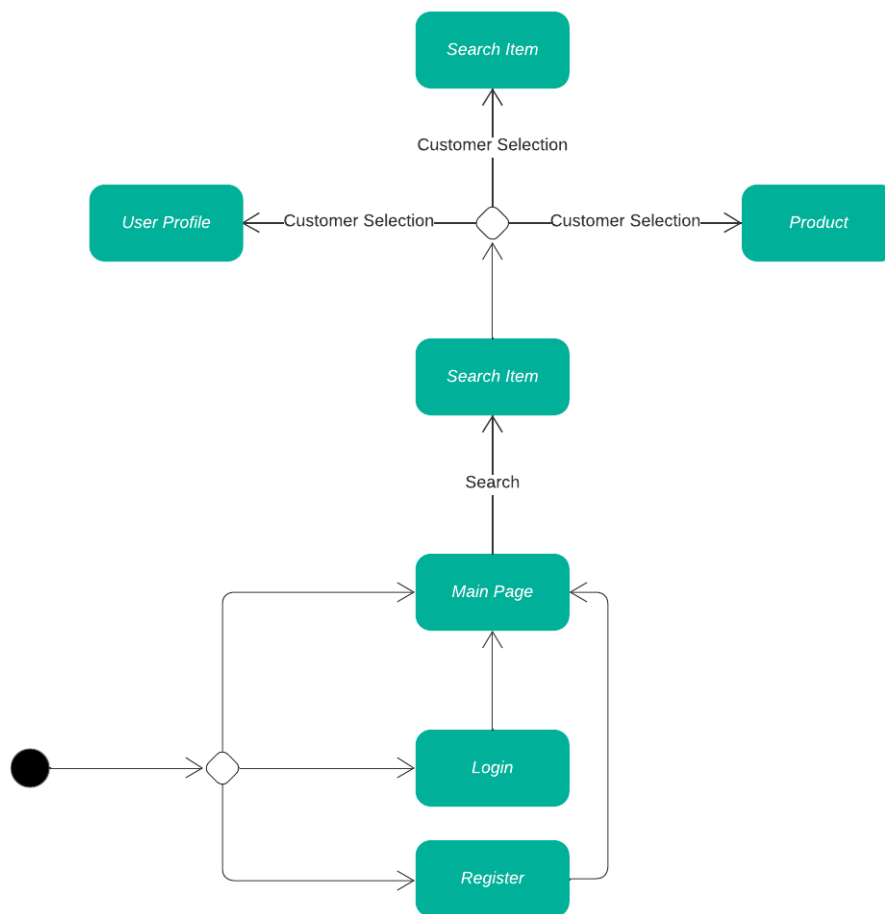 Search Item
Customer Selection
User Profile
Customer Selection
Customer Selection
Product
Search Item
Search
Main Page
Login
Register